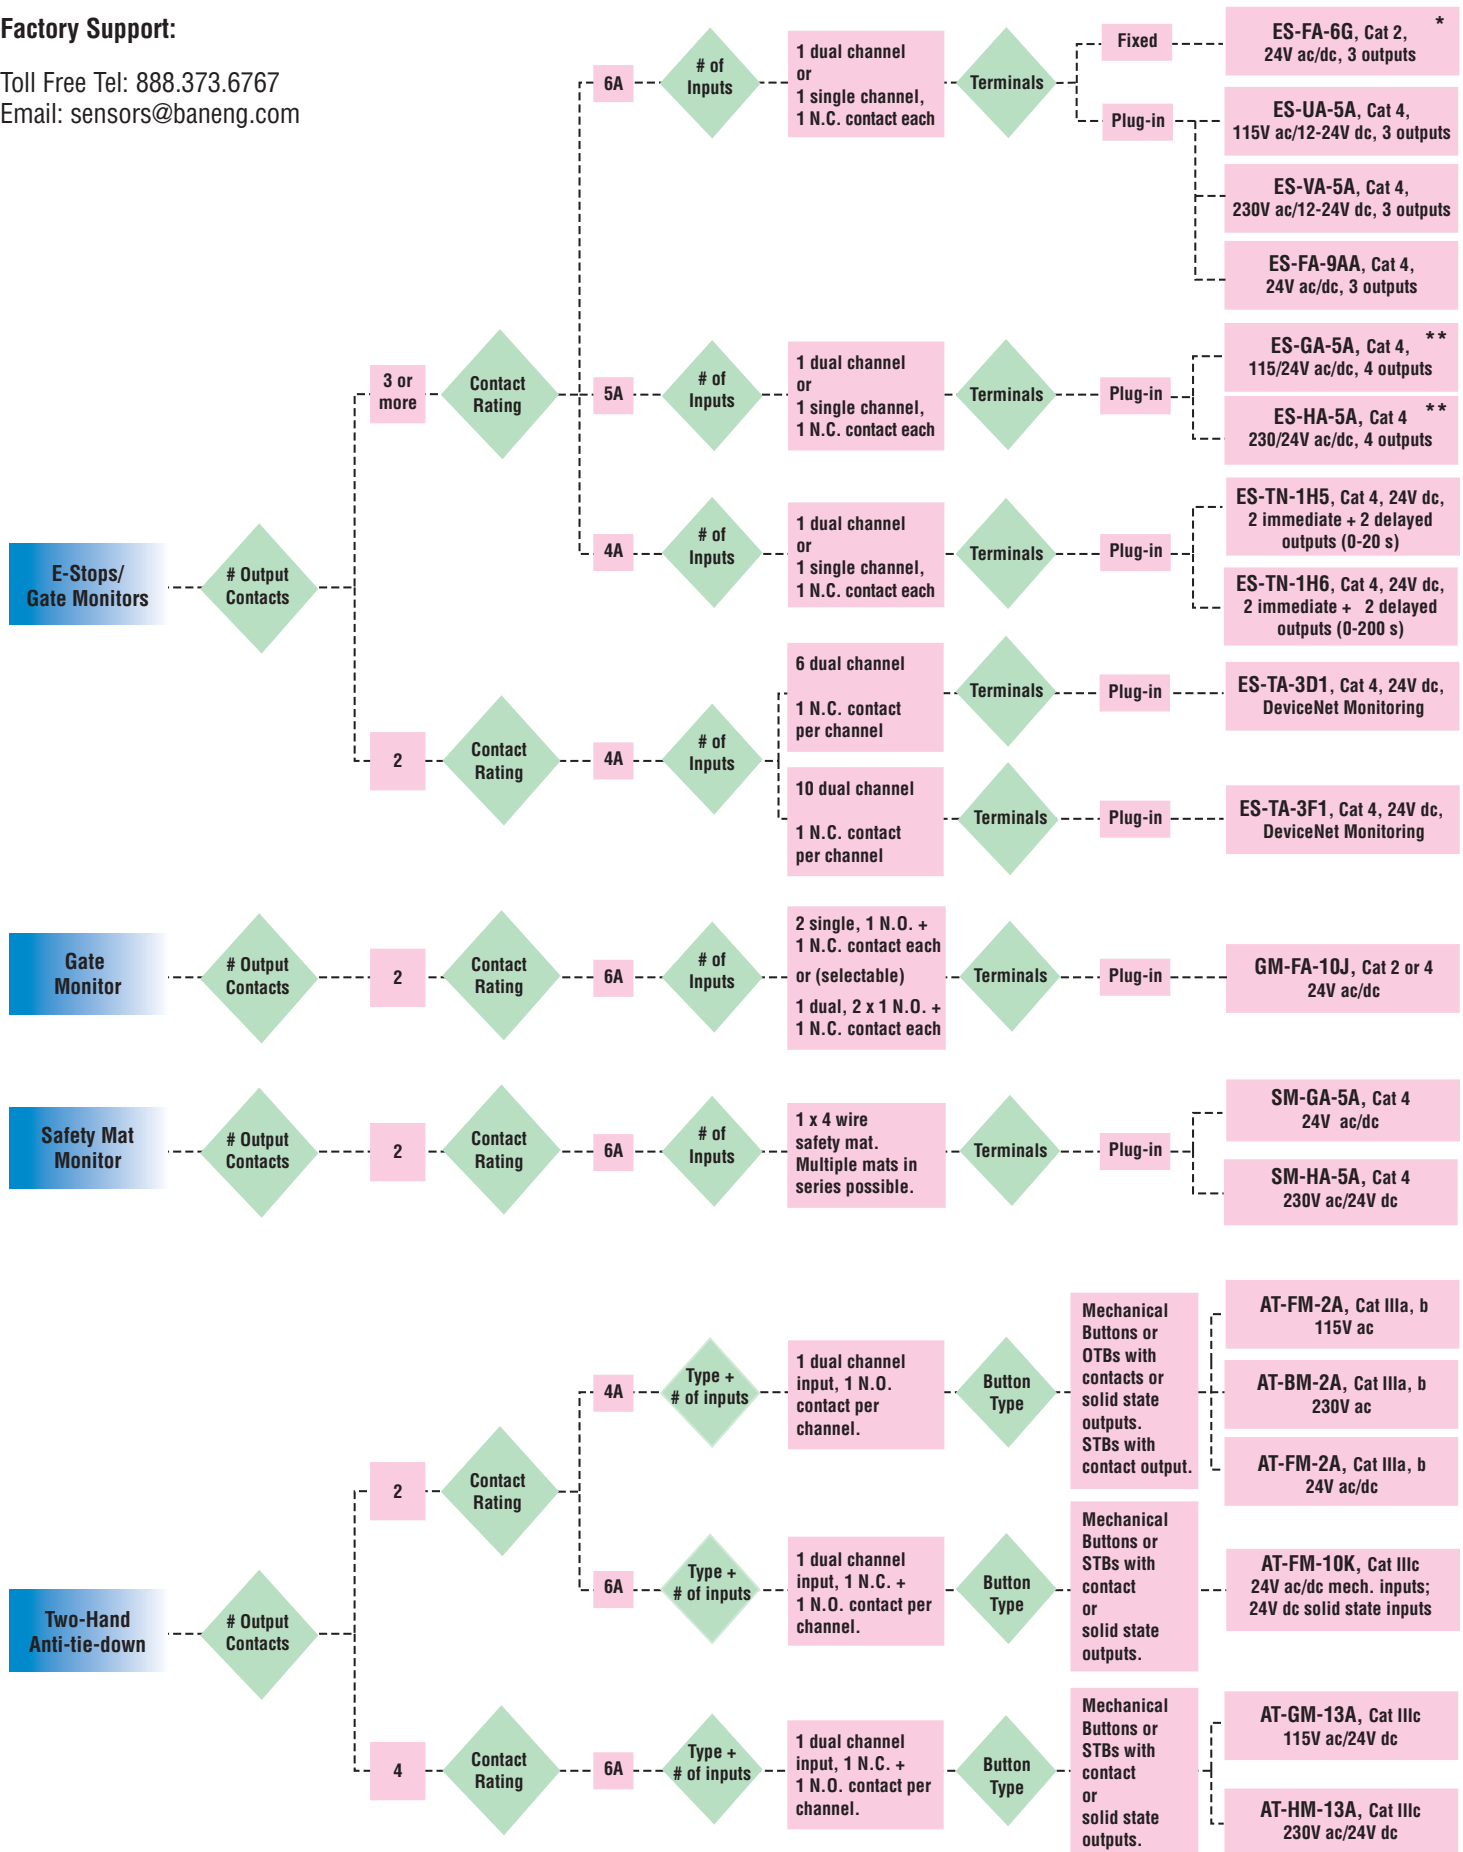 Factory Support:
Toll Free Tel: 888.373.6767
Email: sensors@baneng.com
E-Stops/
Gate Monitors
# Output
Contacts
3 or
more
Contact
Rating
6A
# of
Inputs
1 dual channel
or
1 single channel,
1 N.C. contact each
Terminals
Fixed
ES-FA-6G, Cat 2, *
24V ac/dc, 3 outputs
Plug-in
ES-UA-5A, Cat 4,
115V ac/12-24V dc, 3 outputs
ES-VA-5A, Cat 4,
230V ac/12-24V dc, 3 outputs
ES-FA-9AA, Cat 4,
24V ac/dc, 3 outputs
5A
# of
Inputs
1 dual channel
or
1 single channel,
1 N.C. contact each
Terminals
Plug-in
ES-GA-5A, Cat 4, **
115/24V ac/dc, 4 outputs
ES-HA-5A, Cat 4 **
230/24V ac/dc, 4 outputs
4A
# of
Inputs
1 dual channel
or
1 single channel,
1 N.C. contact each
Terminals
Plug-in
ES-TN-1H5, Cat 4, 24V dc,
2 immediate + 2 delayed
outputs (0-20 s)
ES-TN-1H6, Cat 4, 24V dc,
2 immediate + 2 delayed
outputs (0-200 s)
2
Contact
Rating
4A
# of
Inputs
6 dual channel
1 N.C. contact
per channel
Terminals
Plug-in
ES-TA-3D1, Cat 4, 24V dc,
DeviceNet Monitoring
10 dual channel
1 N.C. contact
per channel
Terminals
Plug-in
ES-TA-3F1, Cat 4, 24V dc,
DeviceNet Monitoring
Gate
Monitor
# Output
Contacts
2
Contact
Rating
6A
# of
Inputs
2 single, 1 N.O. +
1 N.C. contact each
or (selectable)
1 dual, 2 x 1 N.O. +
1 N.C. contact each
Terminals
Plug-in
GM-FA-10J, Cat 2 or 4
24V ac/dc
Safety Mat
Monitor
# Output
Contacts
2
Contact
Rating
6A
# of
Inputs
1 x 4 wire
safety mat.
Multiple mats in
series possible.
Terminals
Plug-in
SM-GA-5A, Cat 4
24V ac/dc
SM-HA-5A, Cat 4
230V ac/24V dc
Two-Hand
Anti-tie-down
# Output
Contacts
2
Contact
Rating
4A
Type +
# of inputs
1 dual channel
input, 1 N.O.
contact per
channel.
Button
Type
Mechanical
Buttons or
OTBs with
contacts or
solid state
outputs.
STBs with
contact output.
AT-FM-2A, Cat IIIa, b
115V ac
AT-BM-2A, Cat IIIa, b
230V ac
AT-FM-2A, Cat IIIa, b
24V ac/dc
6A
Type +
# of inputs
1 dual channel
input, 1 N.C. +
1 N.O. contact per
channel.
Button
Type
Mechanical
Buttons or
STBs with
contact
or
solid state
outputs.
AT-FM-10K, Cat IIIc
24V ac/dc mech. inputs;
24V dc solid state inputs
4
Contact
Rating
6A
Type +
# of inputs
1 dual channel
input, 1 N.C. +
1 N.O. contact per
channel.
Button
Type
Mechanical
Buttons or
STBs with
contact
or
solid state
outputs.
AT-GM-13A, Cat IIIc
115V ac/24V dc
AT-HM-13A, Cat IIIc
230V ac/24V dc